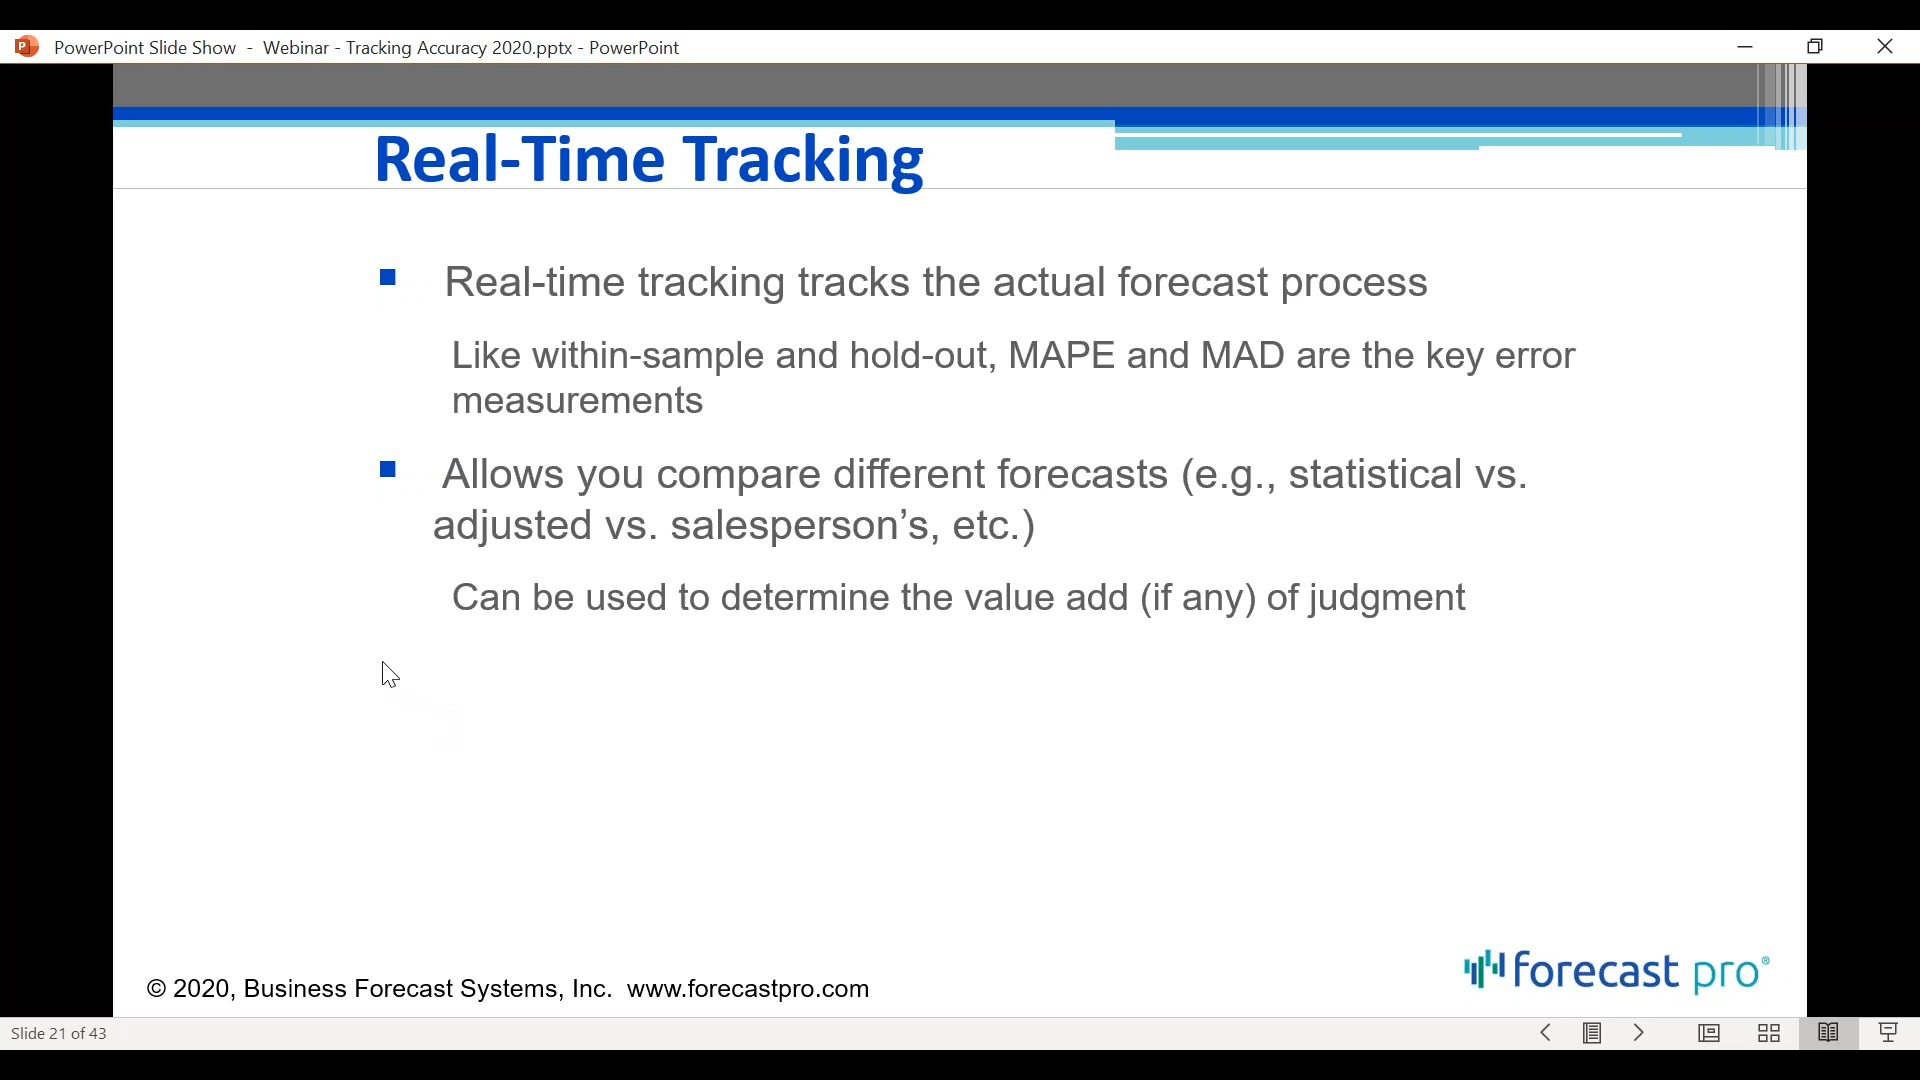 PowerPoint Slide Show - Webinar - Tracking Accuracy 2020.pptx - PowerPoint
Real-Time Tracking
Real-time tracking tracks the actual forecast process
Like within-sample and hold-out, MAPE and MAD are the key error
measurements
Allows you compare different forecasts (e.g., statistical vs.
adjusted vs. salesperson’s, etc.)
Can be used to determine the value add (if any) of judgment
© 2020, Business Forecast Systems, Inc. www.forecastpro.com
forecast pro®
Slide 21 of 43